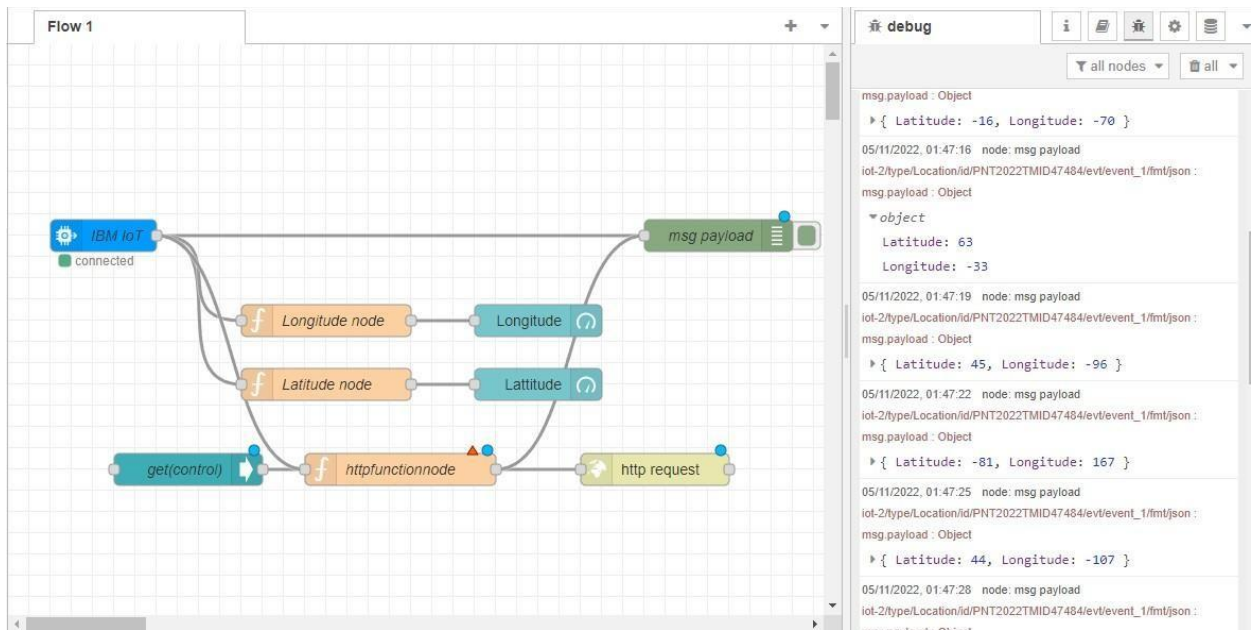 Flow 1
IBM IoT
connected
msg payload
Longitude node
Longitude
Latitude node
Lattitude
get(control)
httpfunctionnode
http request
debug
i
all nodes
all
msg.payload : Object
{ Latitude: -16, Longitude: -70 }
05/11/2022, 01:47:16 node: msg payload
iot-2/type/Location/id/PNT2022TMID47484/evt/event_1/fmt/json :
msg.payload : Object
object
Latitude: 63
Longitude: -33
05/11/2022, 01:47:19 node: msg payload
iot-2/type/Location/id/PNT2022TMID47484/evt/event_1/fmt/json :
msg.payload : Object
{ Latitude: 45, Longitude: -96 }
05/11/2022, 01:47:22 node: msg payload
iot-2/type/Location/id/PNT2022TMID47484/evt/event_1/fmt/json :
msg.payload : Object
{ Latitude: -81, Longitude: 167 }
05/11/2022, 01:47:25 node: msg payload
iot-2/type/Location/id/PNT2022TMID47484/evt/event_1/fmt/json :
msg.payload : Object
{ Latitude: 44, Longitude: -107 }
05/11/2022, 01:47:28 node: msg payload
iot-2/type/Location/id/PNT2022TMID47484/evt/event_1/fmt/json :